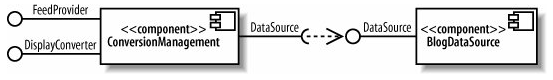 FeedProvider
DisplayConverter
<<component>>
ConversionManagement
DataSource
DataSource
<<component>>
BlogDataSource